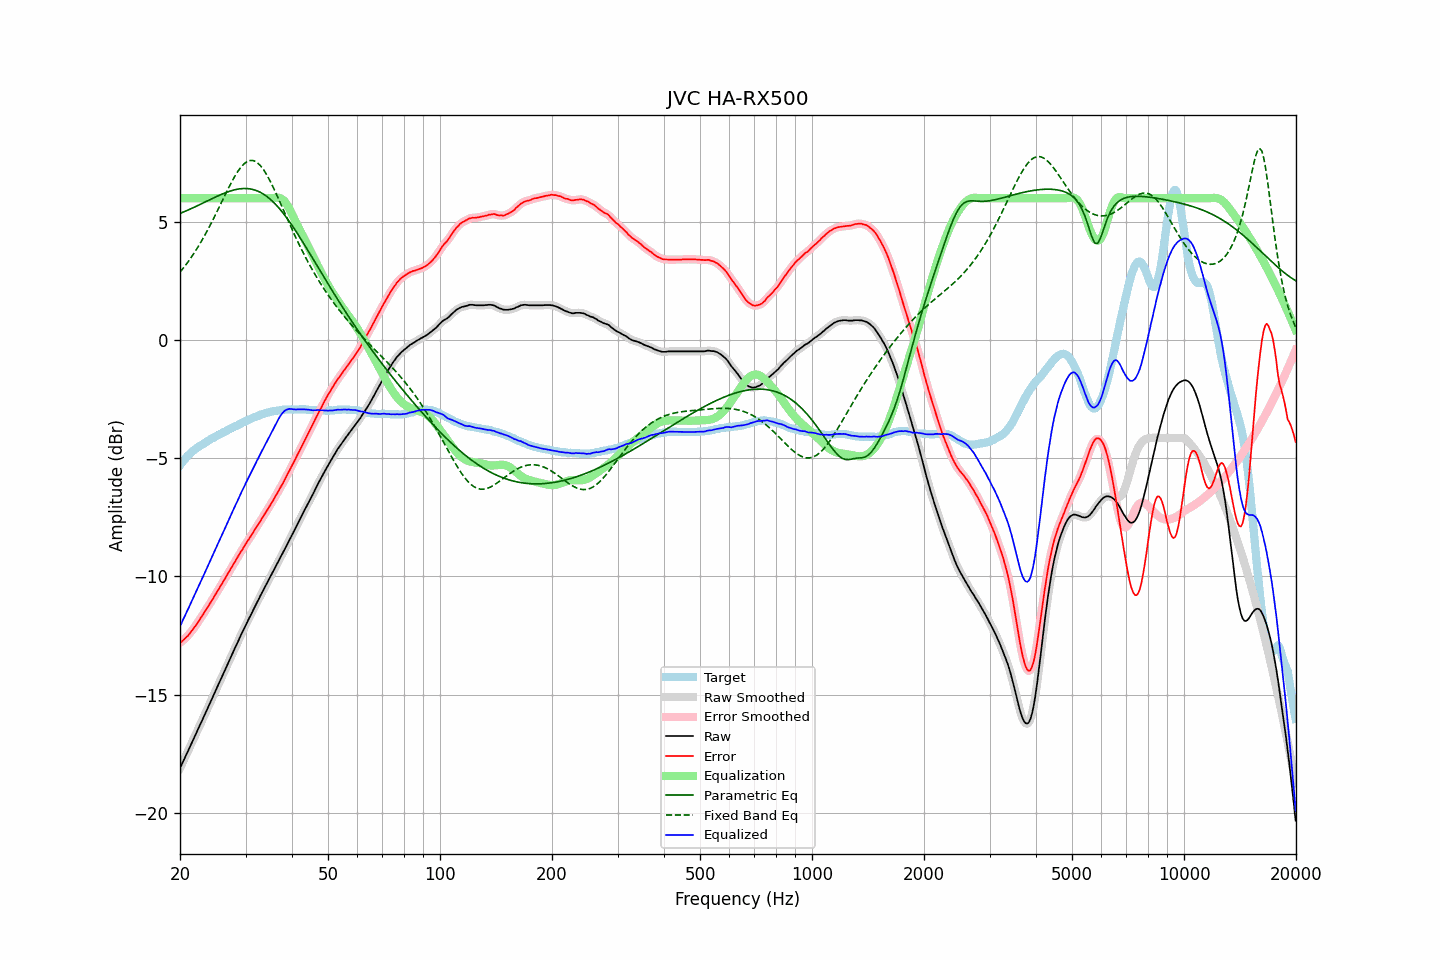 JVC HA-RX500
Amplitude (dBr)
5
0
−5
−10
−15
−20
Target
Raw Smoothed
Error Smoothed
Raw
Error
Equalization
Parametric Eq
Fixed Band Eq
Equalized
20 50 100 200 500 1000 2000 5000 10000 20000
Frequency (Hz)